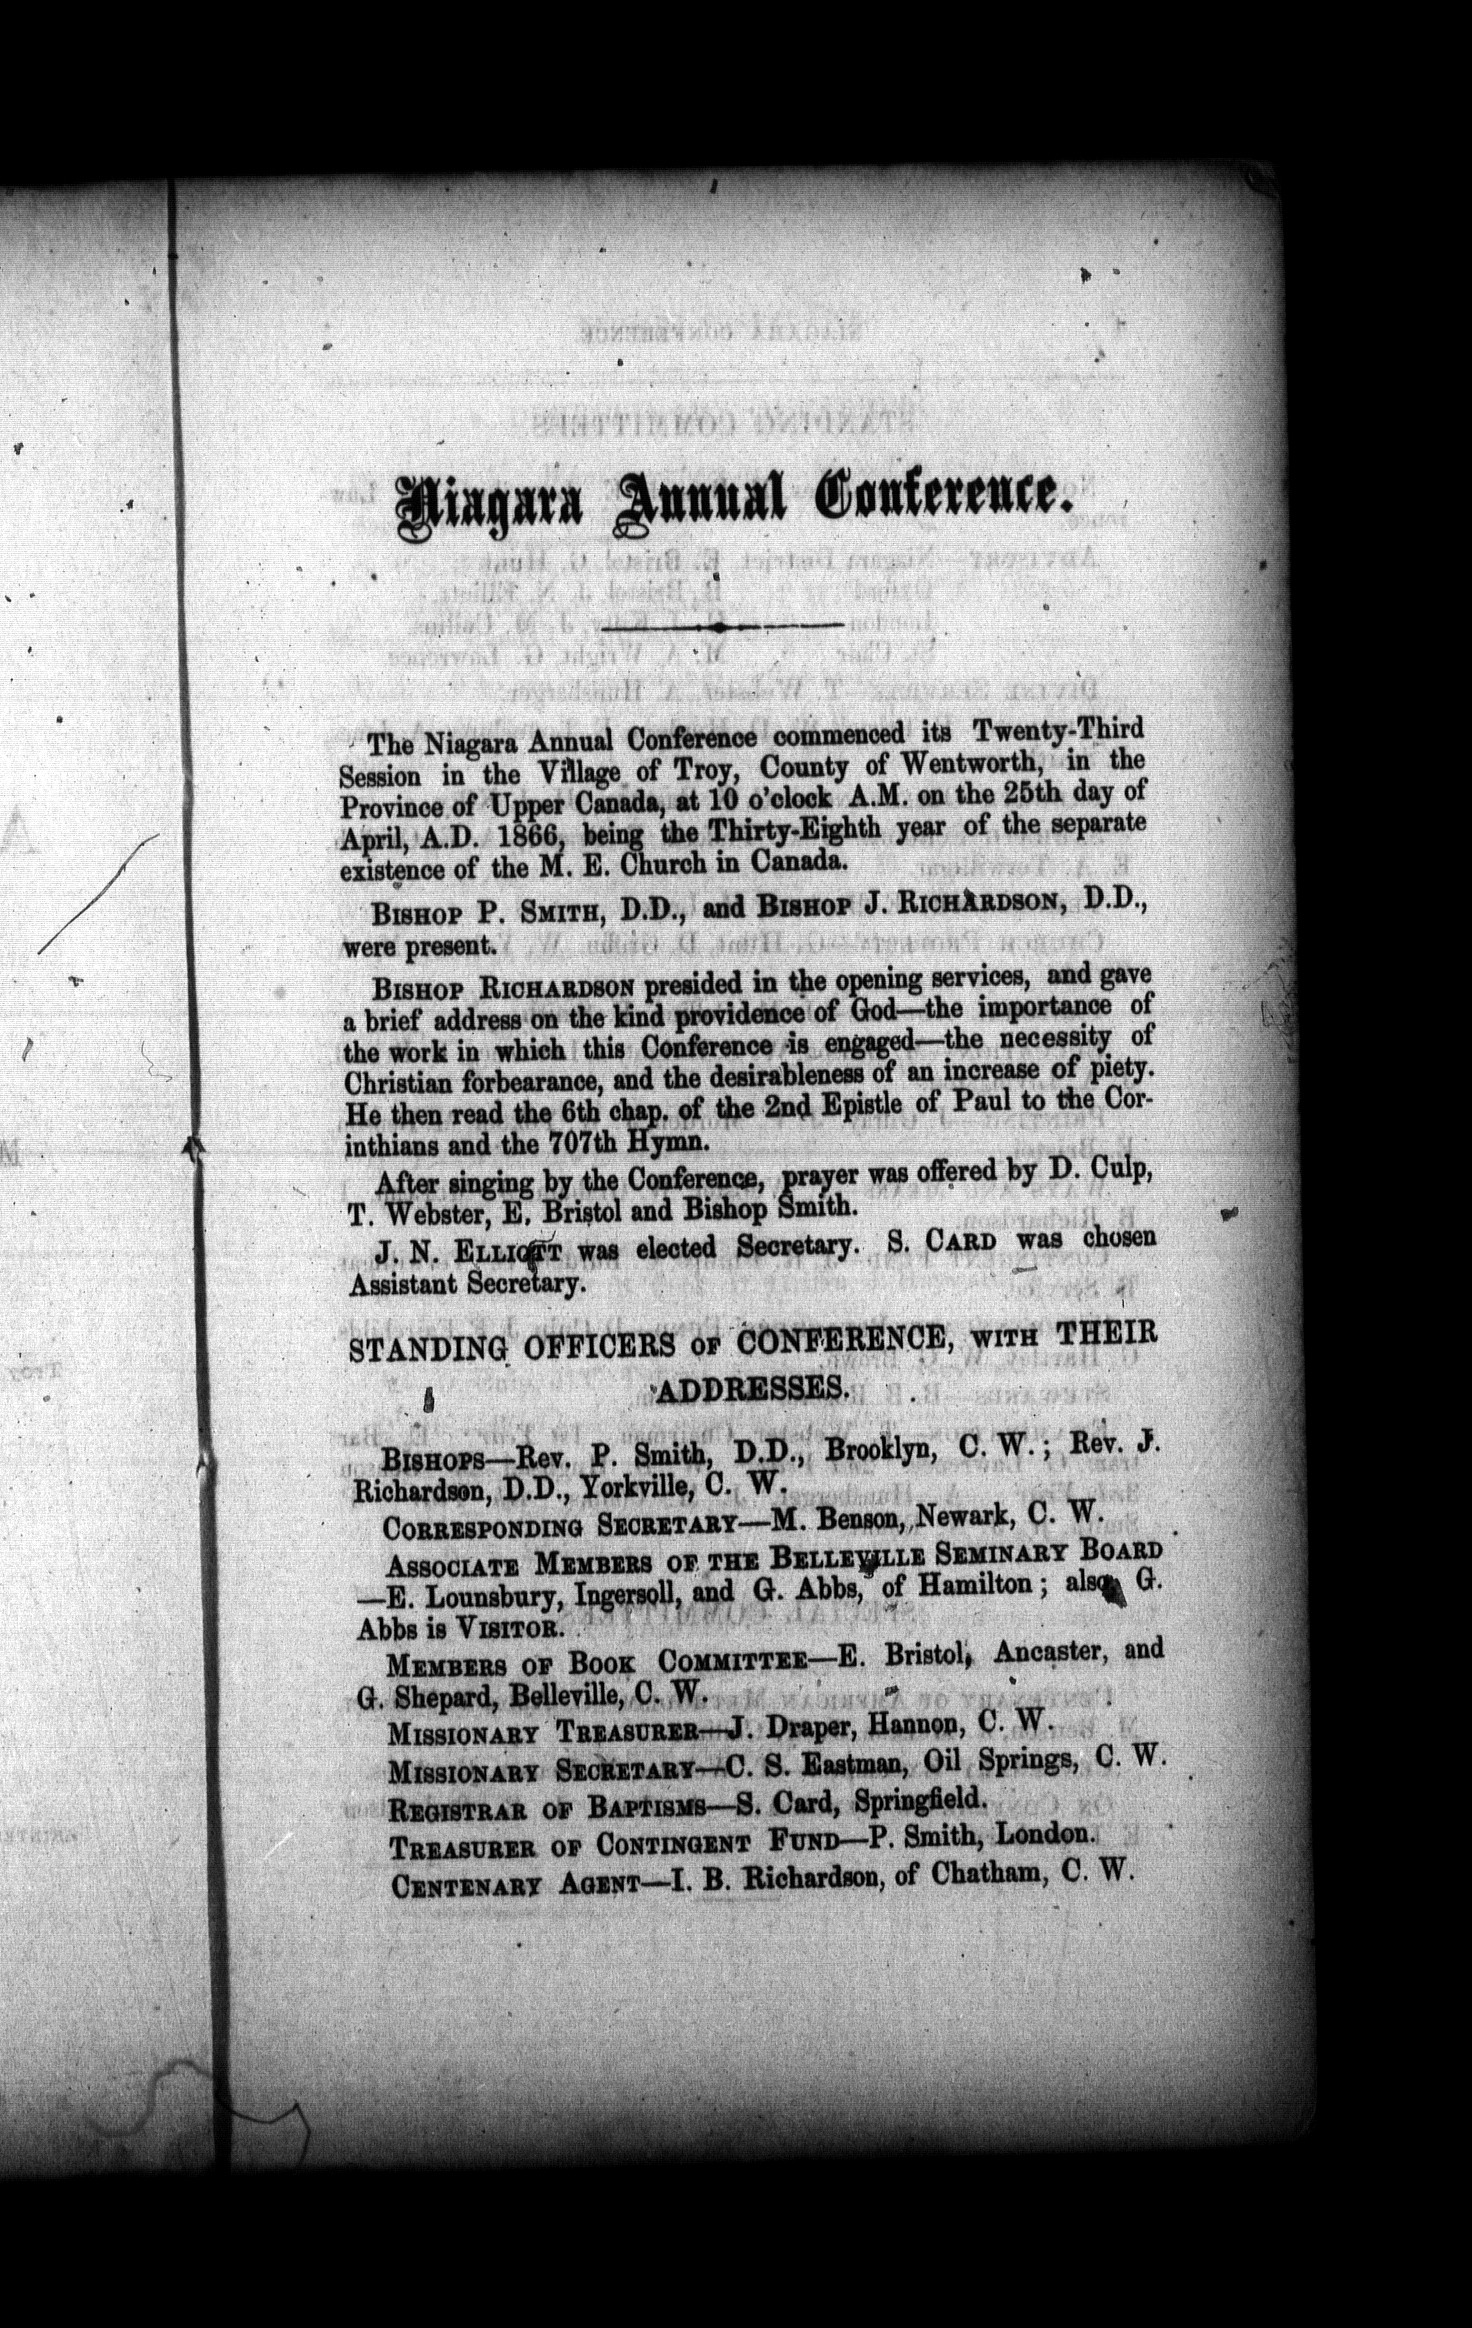 Niagara Annual Conference.
The Niagara Annual Conference commenced its Twenty-Third
Session in the Village of Troy, County of Wentworth, in the
Province of Upper Canada, at 10 o'clock A.M. on the 25th day of
April, A.D. 1866, being the Thirty-Eighth year of the separate
existence of the M. E. Church in Canada.
BISHOP P. SMITH, D.D., and BISHOP J. RICHARDSON, D.D.,
were present.
BISHOP RICHARDSON presided in the opening services, and gave
a brief address on the kind providence of God—the importance of
the work in which this Conference is engaged—the necessity of
Christian forbearance, and the desirableness of an increase of piety.
He then read the 6th chap. of the 2nd Epistle of Paul to the Cor-
inthians and the 707th Hymn.
After singing by the Conference, prayer was offered by D. Culp,
T. Webster, E. Bristol and Bishop Smith.
J. N. ELLIOTT was elected Secretary. S. CARD was chosen
Assistant Secretary.
STANDING OFFICERS OF CONFERENCE, WITH THEIR
ADDRESSES.
BISHOPS—Rev. P. Smith, D.D., Brooklyn, C. W.; Rev. J.
Richardson, D.D., Yorkville, C. W.
CORRESPONDING SECRETARY—M. Benson, Newark, C. W.
ASSOCIATE MEMBERS OF THE BELLEVILLE SEMINARY BOARD
—E. Lounsbury, Ingersoll, and G. Abbs, of Hamilton; also G.
Abbs is VISITOR.
MEMBERS OF BOOK COMMITTEE—E. Bristol, Ancaster, and
G. Shepard, Belleville, C. W.
MISSIONARY TREASURER—J. Draper, Hannon, C. W.
MISSIONARY SECRETARY—C. S. Eastman, Oil Springs, C. W.
REGISTRAR OF BAPTISMS—S. Card, Springfield.
TREASURER OF CONTINGENT FUND—P. Smith, London.
CENTENARY AGENT—I. B. Richardson, of Chatham, C. W.